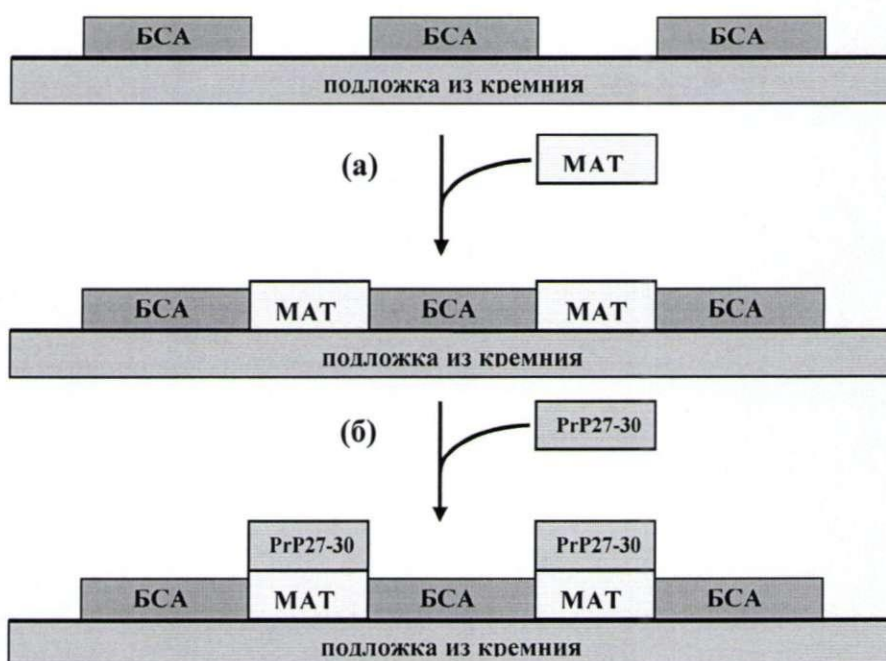 БСА БСА БСА
подложка из кремния
(а) МАТ
БСА МАТ БСА МАТ БСА
подложка из кремния
(б) PrP27-30
PrP27-30 PrP27-30
БСА МАТ БСА МАТ БСА
подложка из кремния